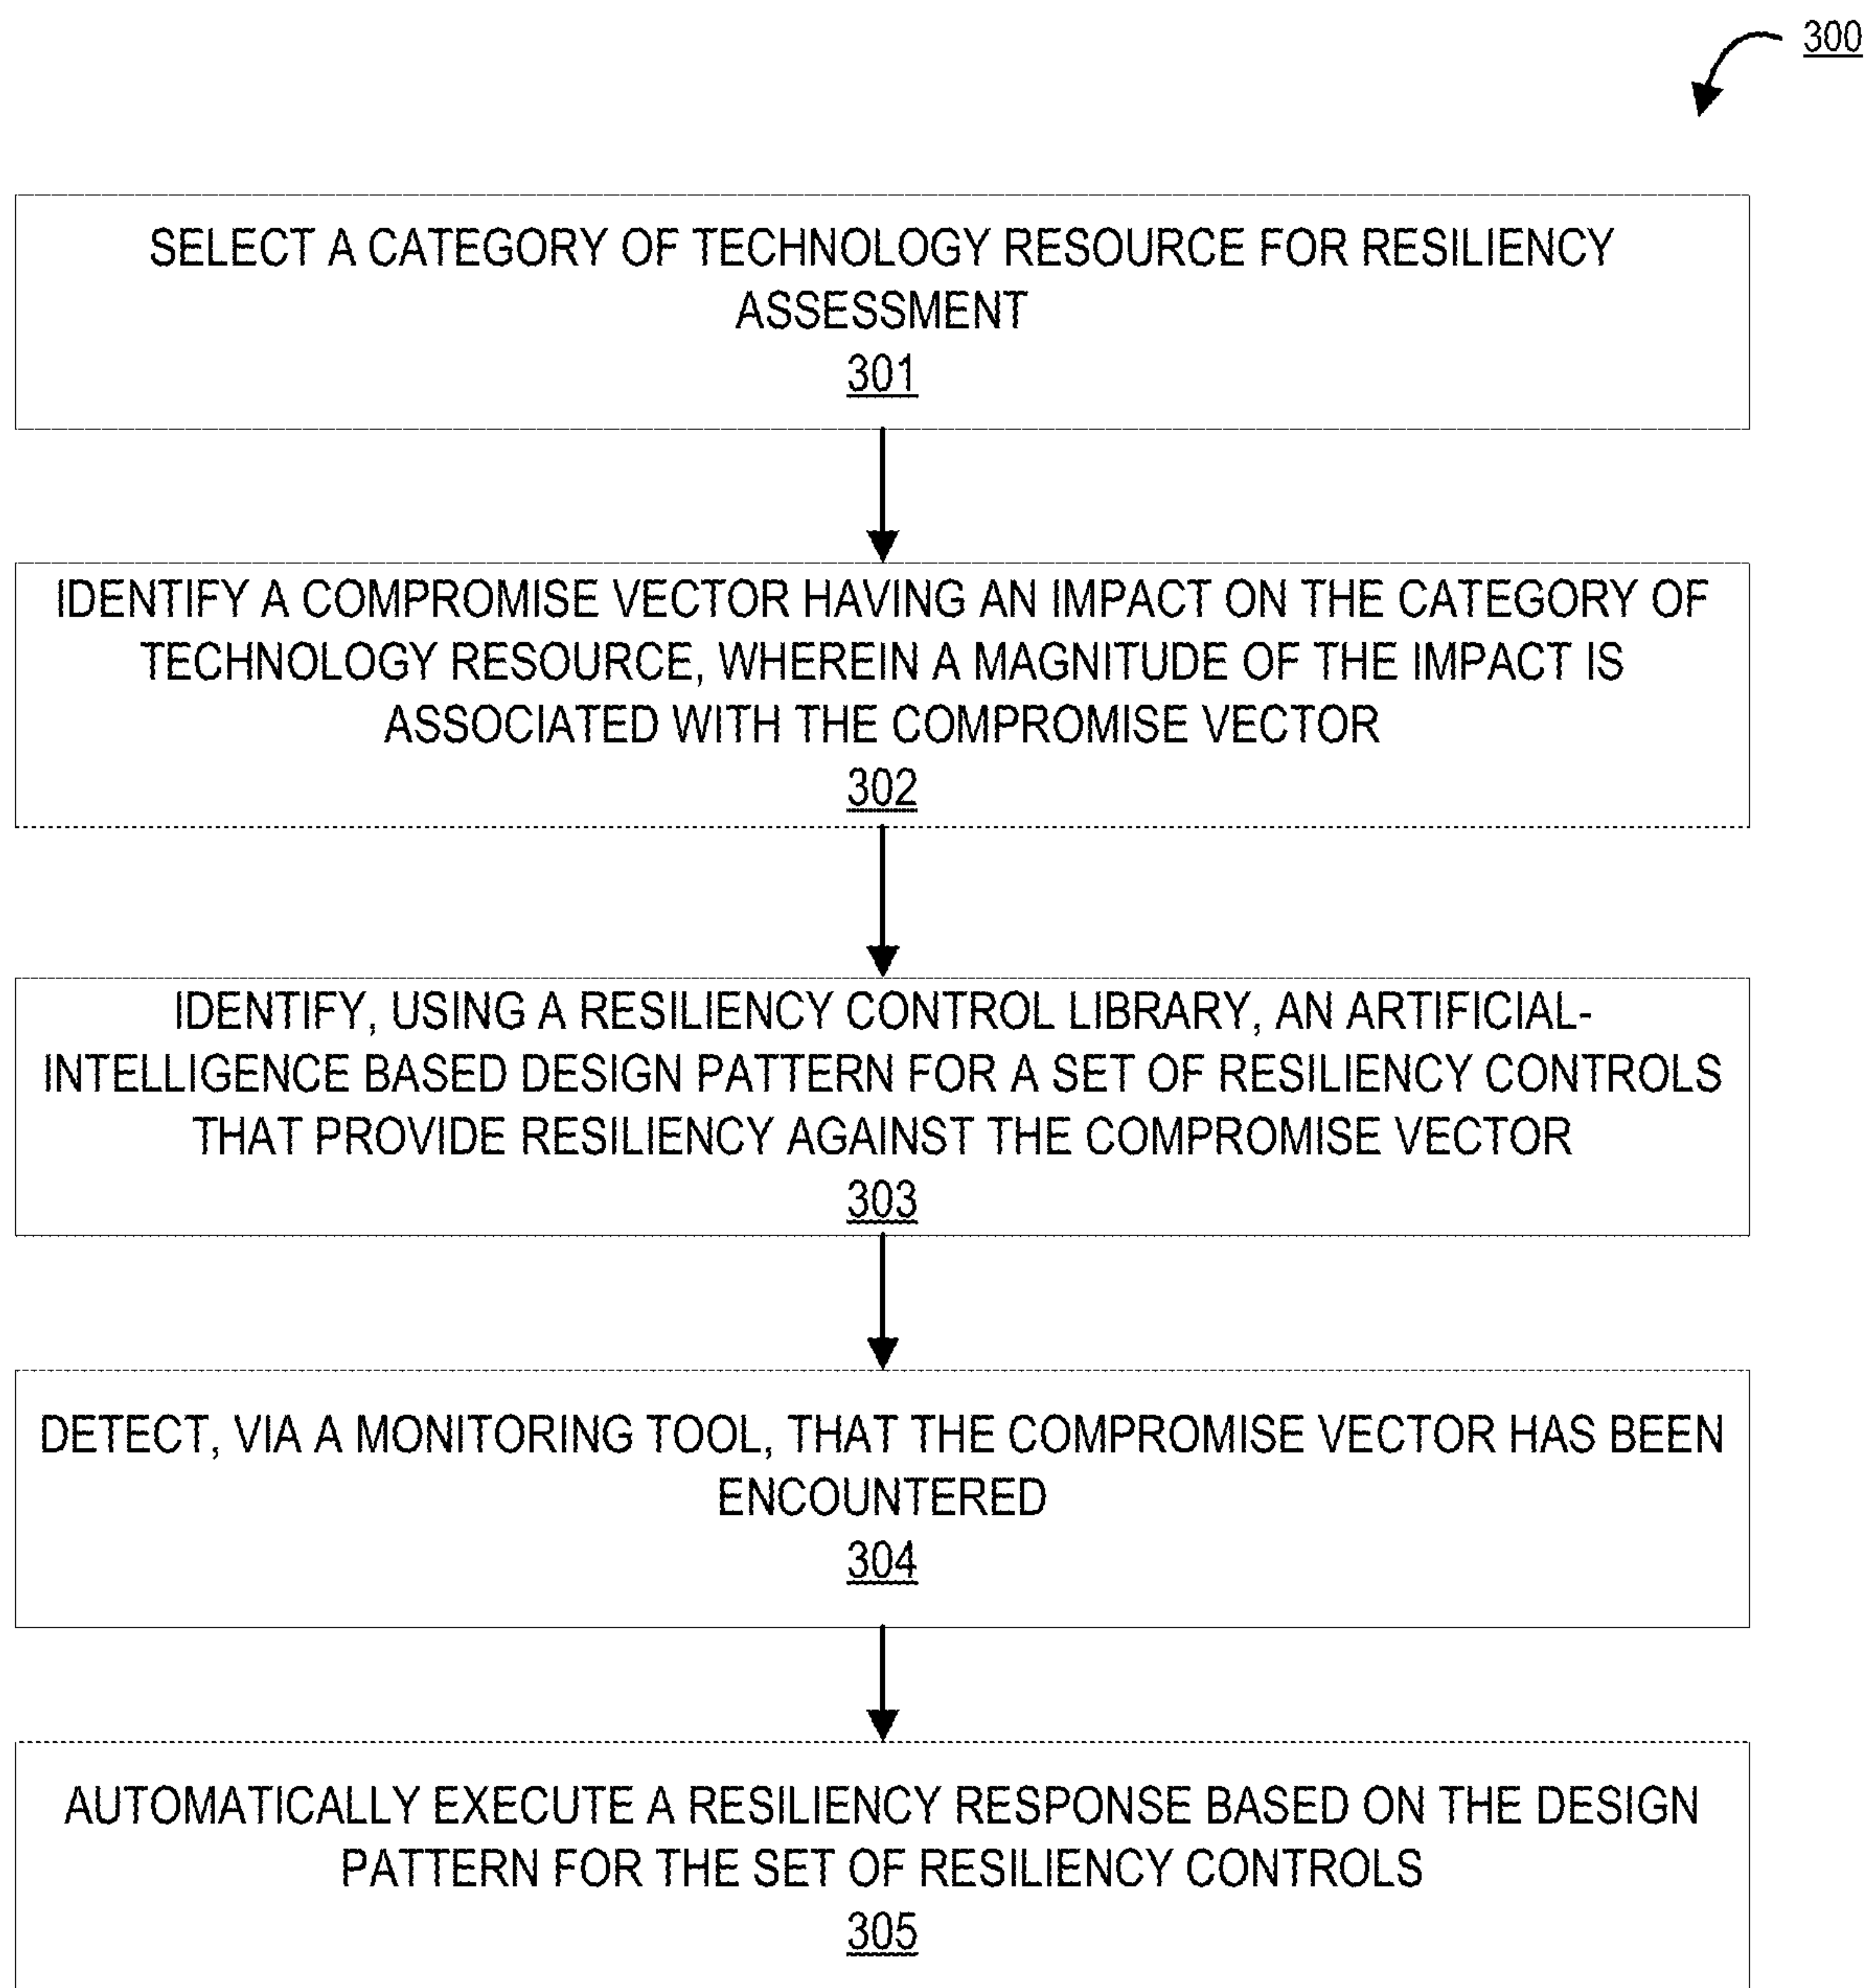 300
SELECT A CATEGORY OF TECHNOLOGY RESOURCE FOR RESILIENCY
ASSESSMENT
301
IDENTIFY A COMPROMISE VECTOR HAVING AN IMPACT ON THE CATEGORY OF
TECHNOLOGY RESOURCE, WHEREIN A MAGNITUDE OF THE IMPACT IS
ASSOCIATED WITH THE COMPROMISE VECTOR
302
IDENTIFY, USING A RESILIENCY CONTROL LIBRARY, AN ARTIFICIAL-
INTELLIGENCE BASED DESIGN PATTERN FOR A SET OF RESILIENCY CONTROLS
THAT PROVIDE RESILIENCY AGAINST THE COMPROMISE VECTOR
303
DETECT, VIA A MONITORING TOOL, THAT THE COMPROMISE VECTOR HAS BEEN
ENCOUNTERED
304
AUTOMATICALLY EXECUTE A RESILIENCY RESPONSE BASED ON THE DESIGN
PATTERN FOR THE SET OF RESILIENCY CONTROLS
305